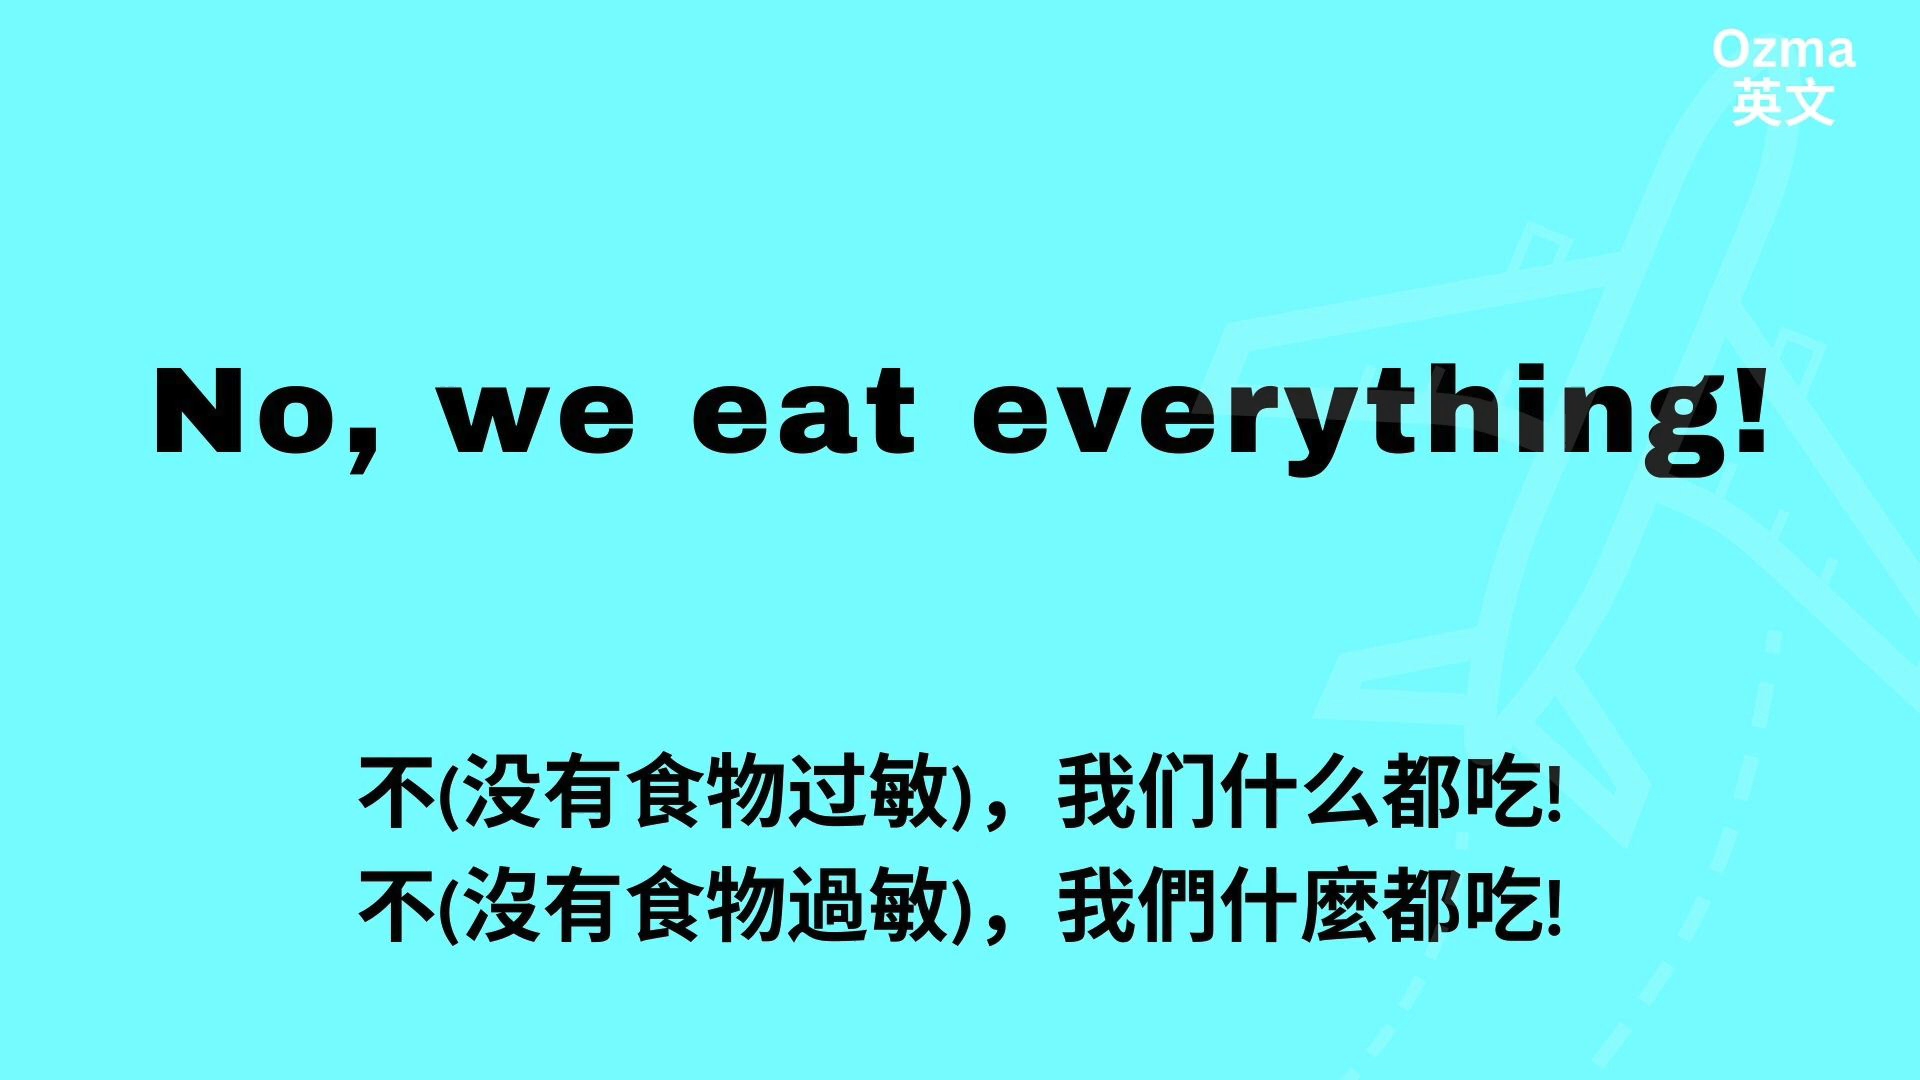 Ozma
英文
No, we eat everything!
不(没有食物过敏)，我们什么都吃!
不(沒有食物過敏)，我們什麼都吃!